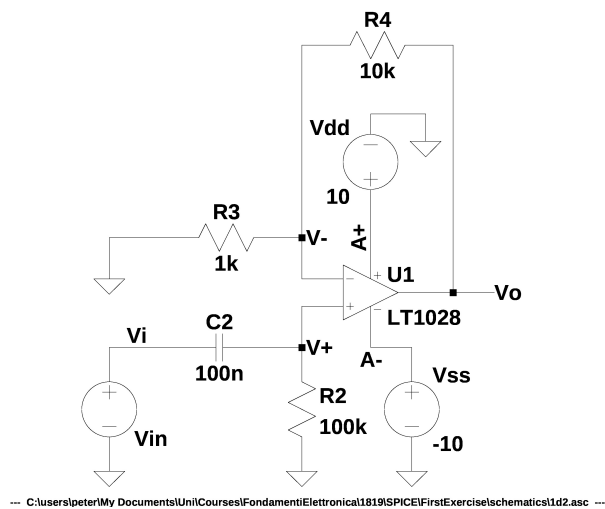 R4
10k
Vdd
10
A+
R3
1k
V-
U1
LT1028
Vo
Vi
C2
100n
V+
A-
R2
100k
Vin
Vss
-10
--- C:\users\peter\My Documents\Uni\Courses\FondamentiElettronica\1819\SPICE\FirstExercise\schematics\1d2.asc ---